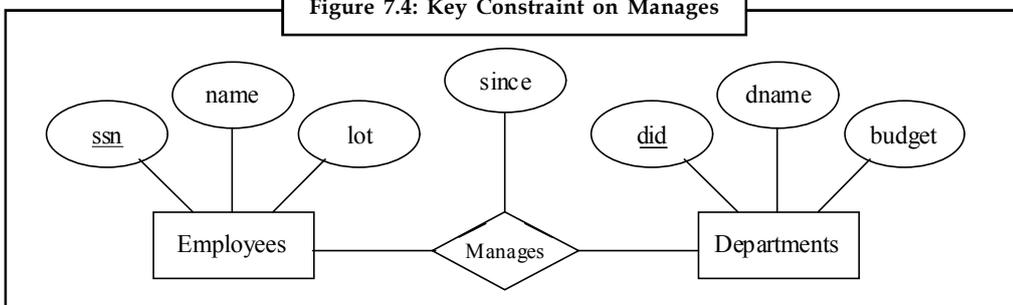 Figure 7.4: Key Constraint on Manages
since
name
dname
ssn
lot
did
budget
Employees
Manages
Departments